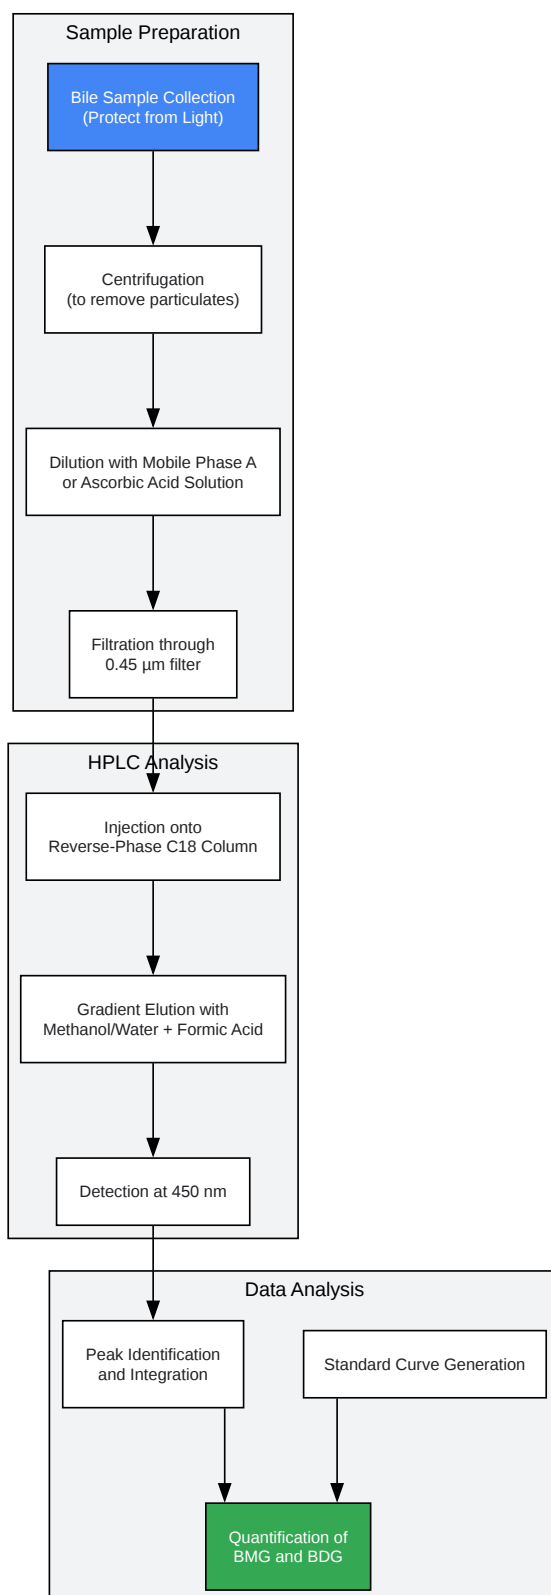 Sample Preparation
Bile Sample Collection
(Protect from Light)
Centrifugation
(to remove particulates)
Dilution with Mobile Phase A
or Ascorbic Acid Solution
Filtration through
0.45 µm filter
HPLC Analysis
Injection onto
Reverse-Phase C18 Column
Gradient Elution with
Methanol/Water + Formic Acid
Detection at 450 nm
Data Analysis
Peak Identification
and Integration
Standard Curve Generation
Quantification of
BMG and BDG